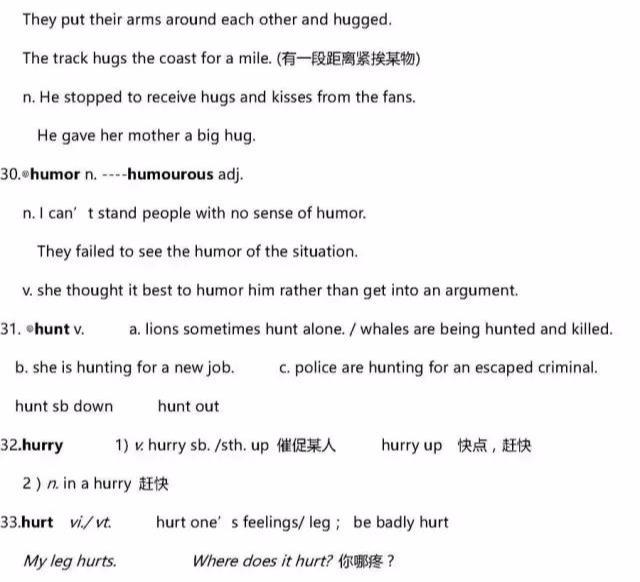 They put their arms around each other and hugged.
The track hugs the coast for a mile. (有一段距离紧挨某物)
n. He stopped to receive hugs and kisses from the fans.
He gave her mother a big hug.
30.®humor n. ----humourous adj.
n. I can't stand people with no sense of humor.
They failed to see the humor of the situation.
v. she thought it best to humor him rather than get into an argument.
31. ®hunt v. a. lions sometimes hunt alone. / whales are being hunted and killed.
b. she is hunting for a new job. c. police are hunting for an escaped criminal.
hunt sb down hunt out
32.hurry 1) v. hurry sb. /sth. up 催促某人 hurry up 快点，赶快
2）n. in a hurry 赶快
33.hurt vi./ vt. hurt one's feelings/ leg； be badly hurt
My leg hurts. Where does it hurt? 你哪疼？